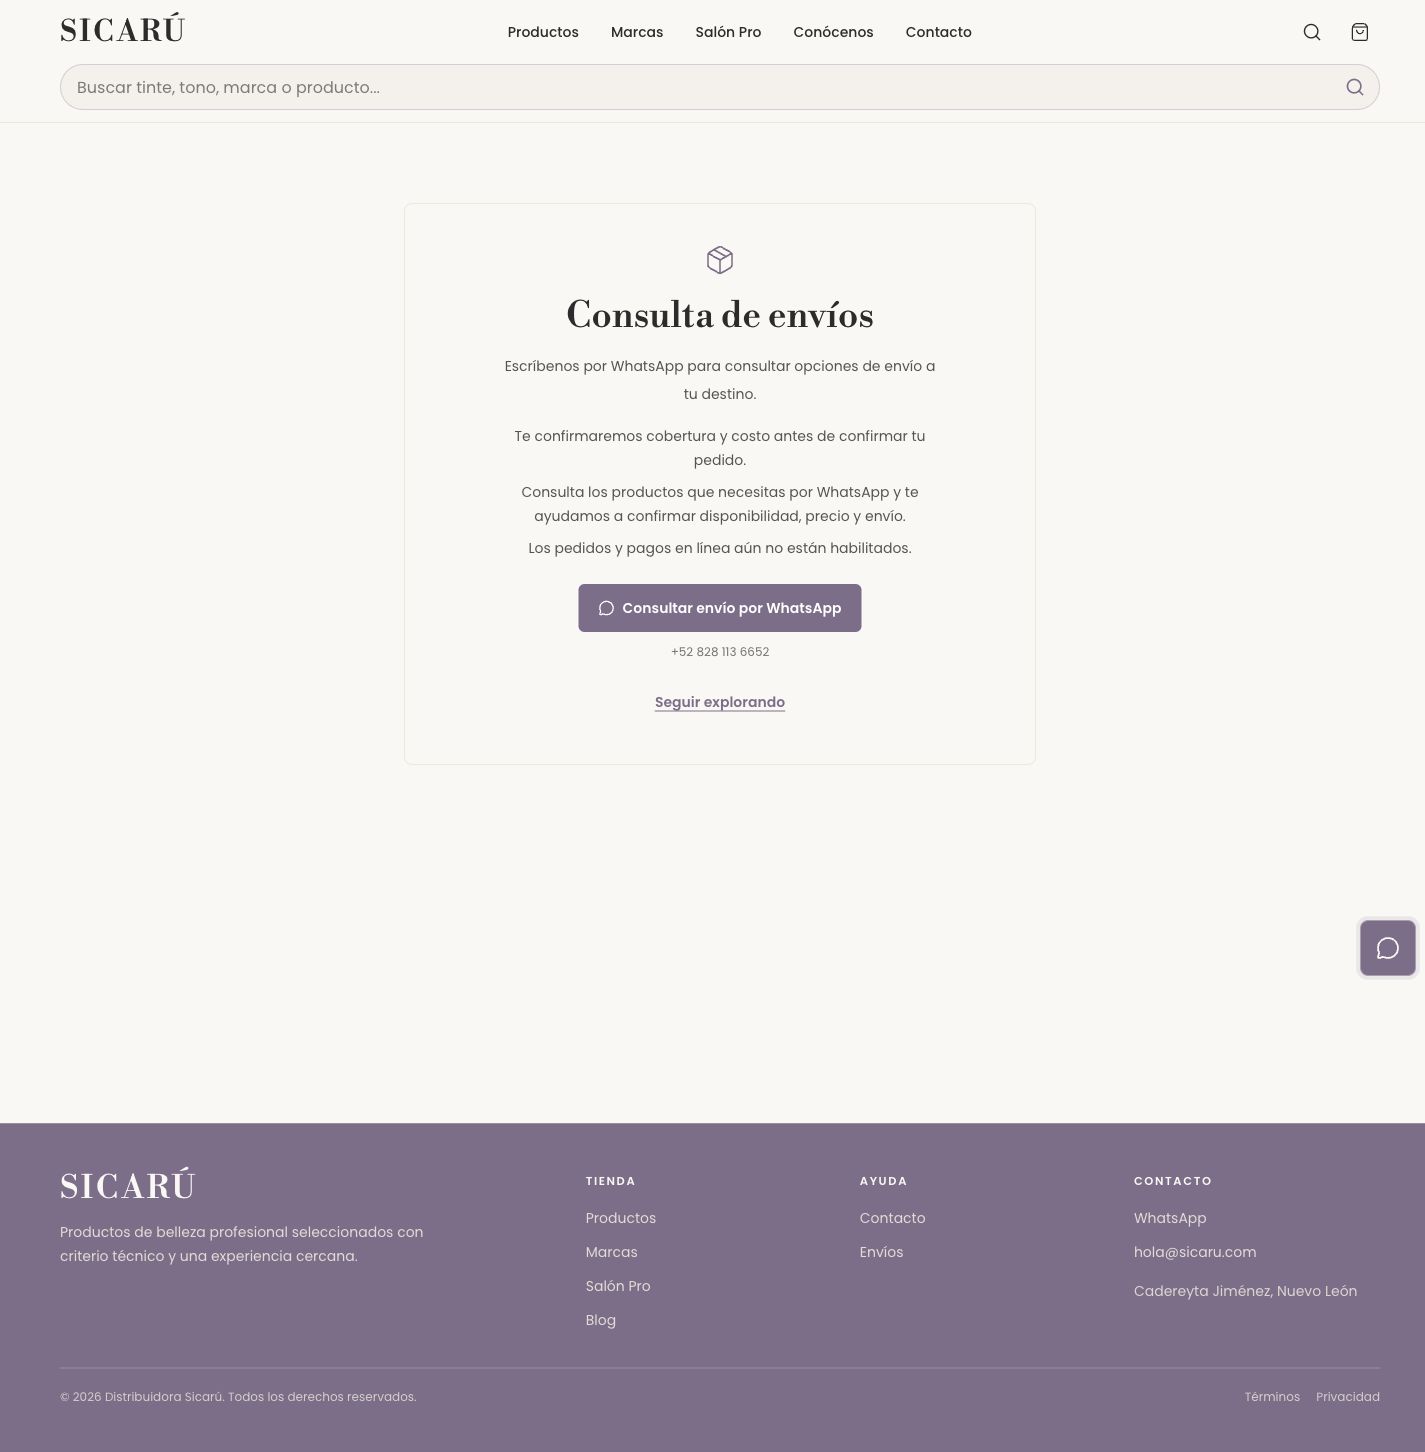 SICARÚ
Productos Marcas Salón Pro Conócenos Contacto
Buscar tinte, tono, marca o producto...
Consulta de envíos
Escríbenos por WhatsApp para consultar opciones de envío a
tu destino.
Te confirmaremos cobertura y costo antes de confirmar tu
pedido.
Consulta los productos que necesitas por WhatsApp y te
ayudamos a confirmar disponibilidad, precio y envío.
Los pedidos y pagos en línea aún no están habilitados.
Consultar envío por WhatsApp
+52 828 113 6652
Seguir explorando
SICARÚ
Productos de belleza profesional seleccionados con
criterio técnico y una experiencia cercana.
TIENDA
Productos
Marcas
Salón Pro
Blog
AYUDA
Contacto
Envíos
CONTACTO
WhatsApp
hola@sicaru.com
Cadereyta Jiménez, Nuevo León
© 2026 Distribuidora Sicarú. Todos los derechos reservados.
Términos Privacidad